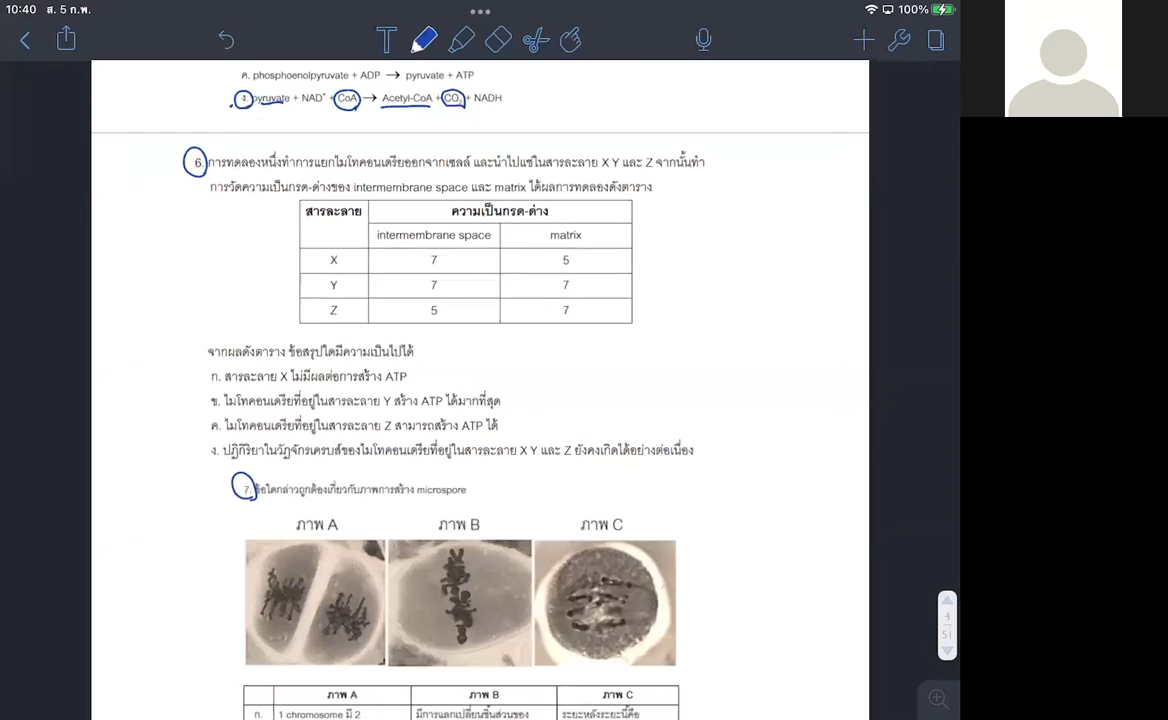 10:40 ส. 5 ก.พ.
100%
ค. phosphoenolpyruvate + ADP → pyruvate + ATP
ง. pyruvate + NAD⁺ + CoA → Acetyl-CoA + CO₂ + NADH
6. การทดลองหนึ่งทำการแยกไมโทคอนเดรียออกจากเซลล์ และนำไปแช่ในสารละลาย X Y และ Z จากนั้นทำ
การวัดความเป็นกรด-ด่างของ intermembrane space และ matrix ได้ผลการทดลองดังตาราง
สารละลาย ความเป็นกรด-ด่าง
intermembrane space matrix
X 7 5
Y 7 7
Z 5 7
จากผลดังตาราง ข้อสรุปใดมีความเป็นไปได้
ก. สารละลาย X ไม่มีผลต่อการสร้าง ATP
ข. ไมโทคอนเดรียที่อยู่ในสารละลาย Y สร้าง ATP ได้มากที่สุด
ค. ไมโทคอนเดรียที่อยู่ในสารละลาย Z สามารถสร้าง ATP ได้
ง. ปฏิกิริยาในวัฏจักรเครบส์ของไมโทคอนเดรียที่อยู่ในสารละลาย X Y และ Z ยังคงเกิดได้อย่างต่อเนื่อง
7. ข้อใดกล่าวถูกต้องเกี่ยวกับภาพการสร้าง microspore
ภาพ A ภาพ B ภาพ C
ภาพ A ภาพ B ภาพ C
ก. 1 chromosome มี 2 มีการแลกเปลี่ยนชิ้นส่วนของ ระยะหลังระยะนี้คือ
4
51